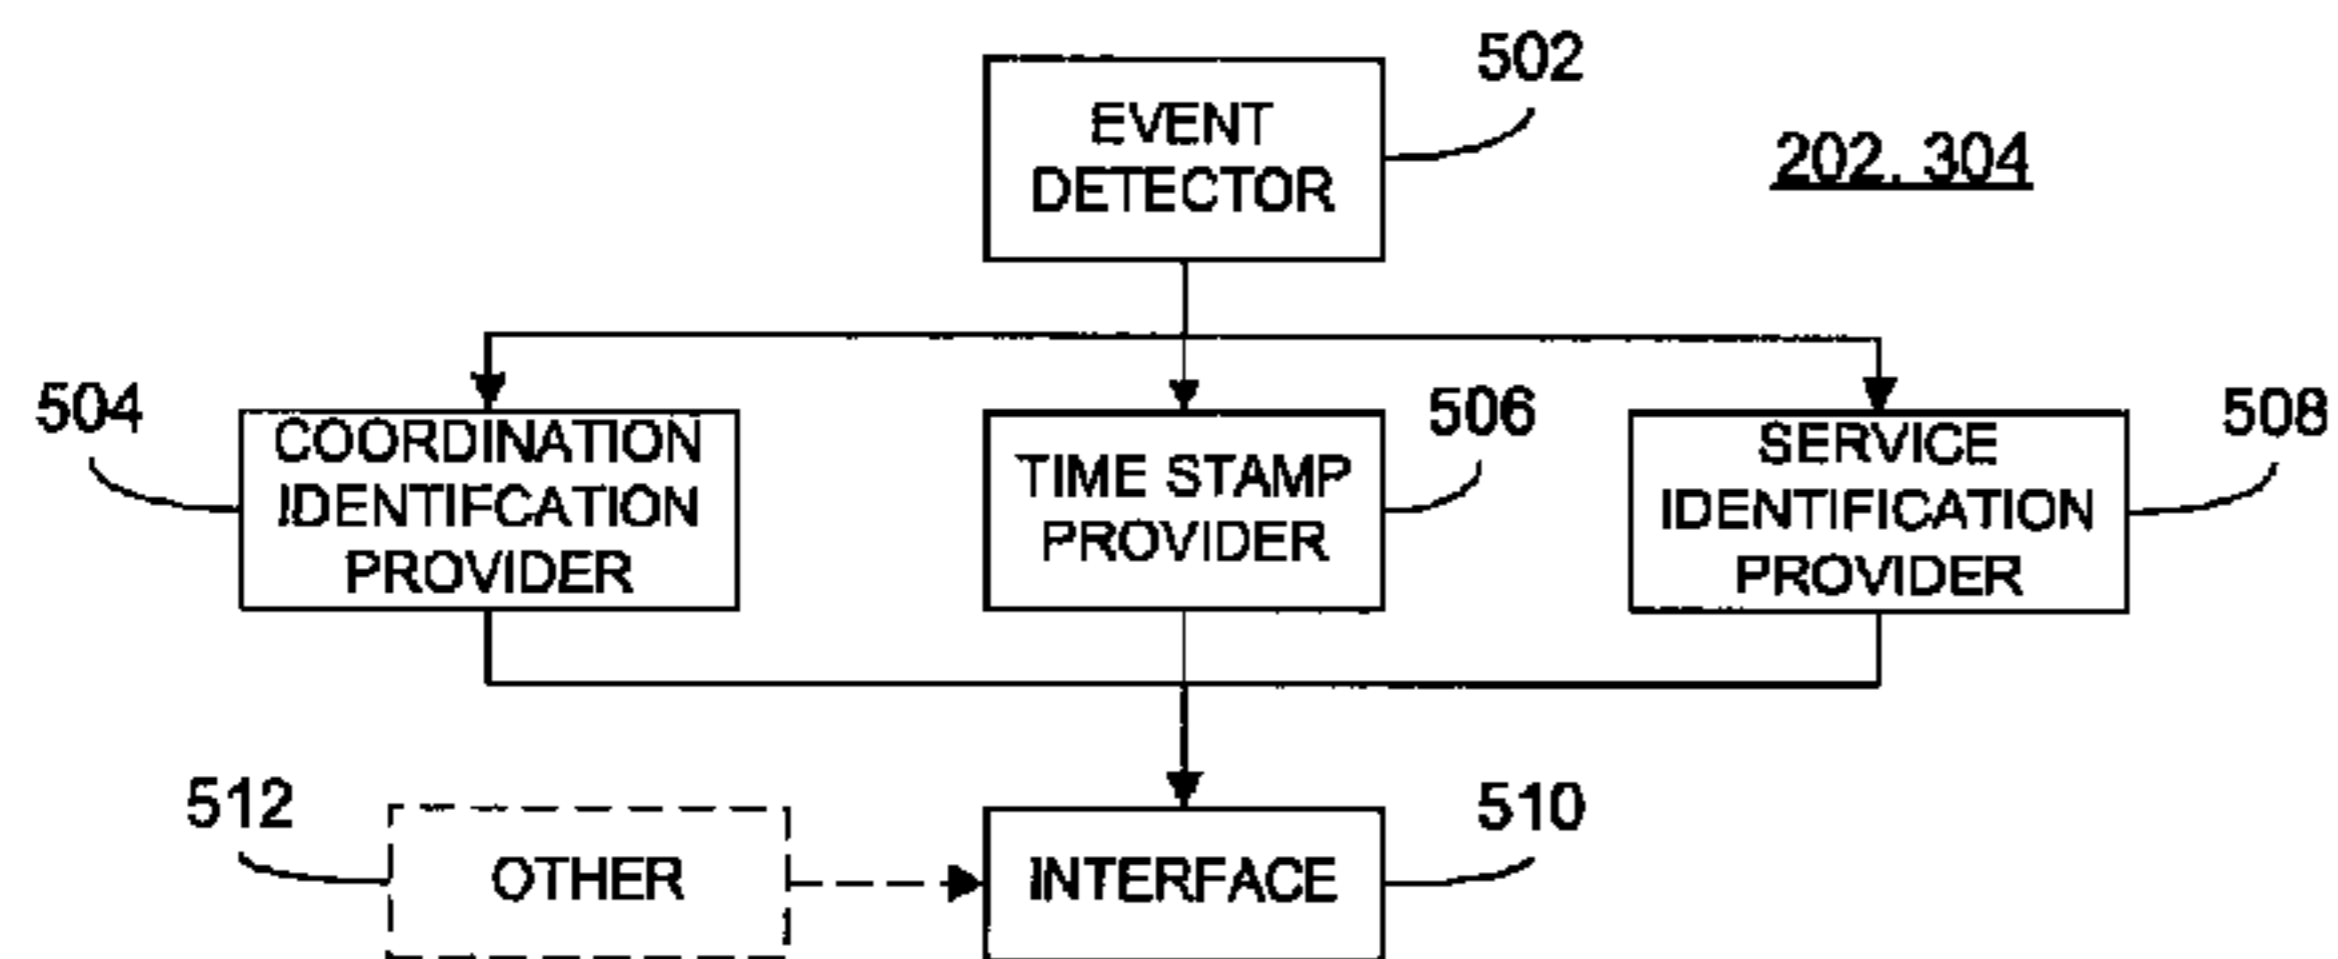 502
EVENT
DETECTOR
202, 304
504
COORDINATION
IDENTIFCATION
PROVIDER
506
TIME STAMP
PROVIDER
508
SERVICE
IDENTIFICATION
PROVIDER
512
OTHER
510
INTERFACE